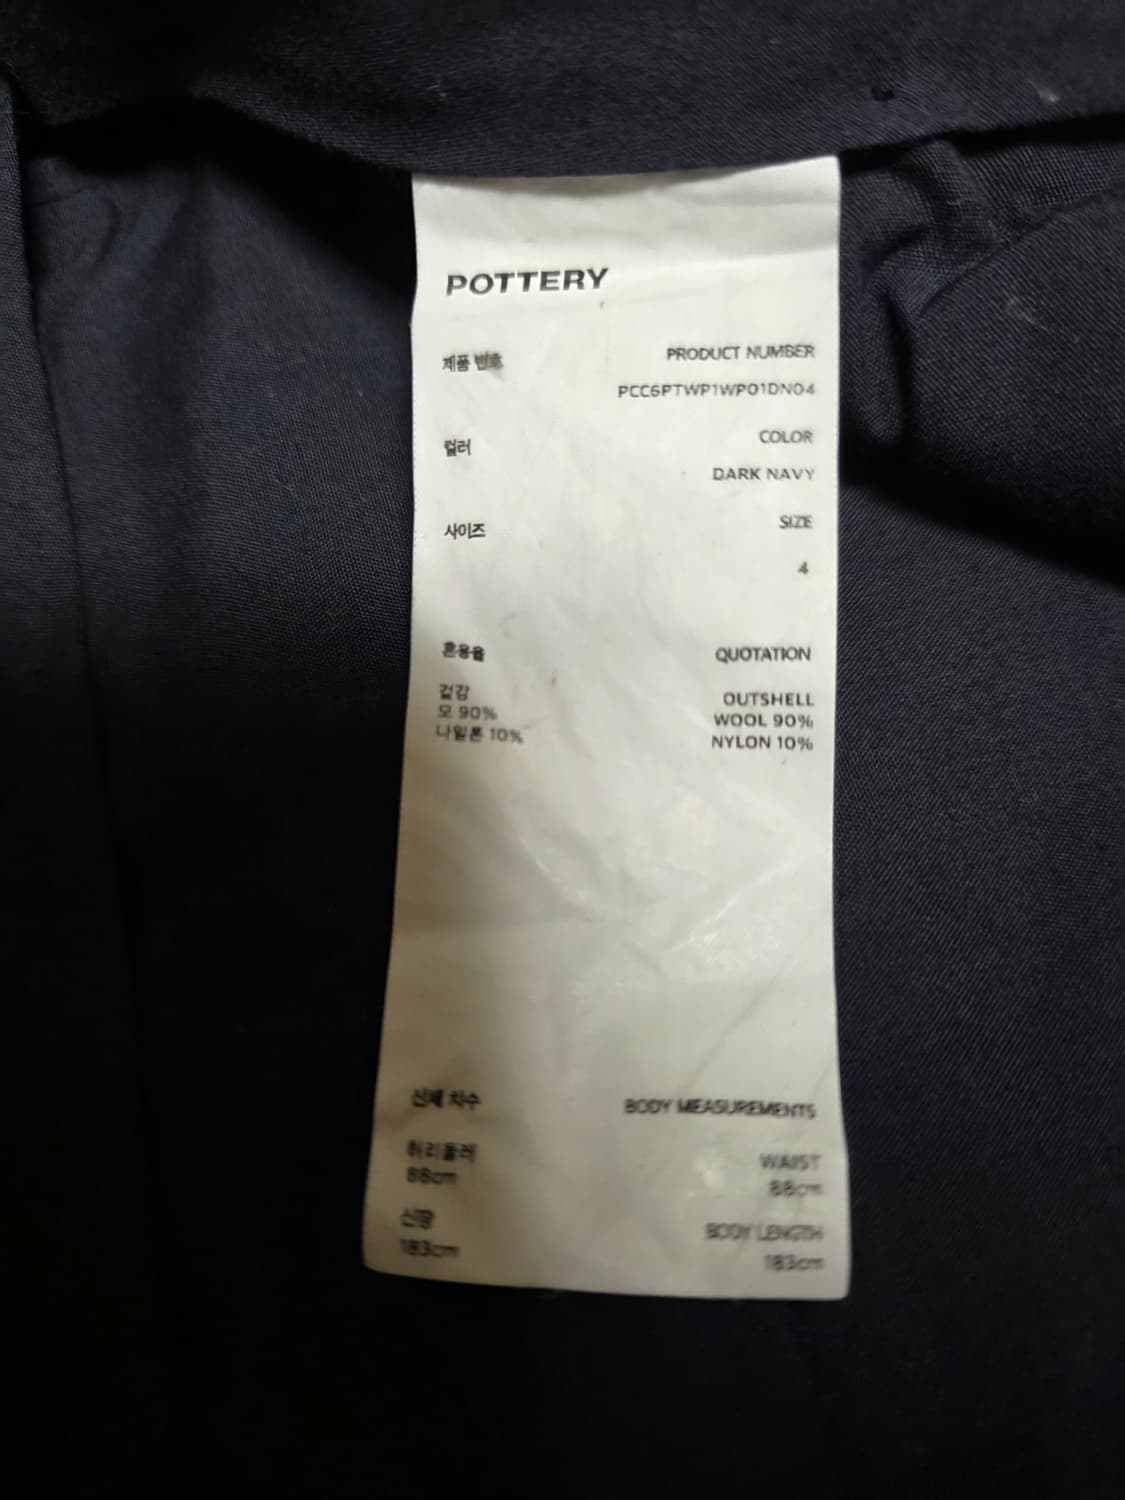 POTTERY
제품 번호 PRODUCT NUMBER
PCC6PTWP1WP01DN04
컬러 COLOR
DARK NAVY
사이즈 SIZE
4
혼용율 QUOTATION
겉감 OUTSHELL
모 90% WOOL 90%
나일론 10% NYLON 10%
신체 치수 BODY MEASUREMENTS
허리둘레 WAIST
88cm 88cm
신장 BODY LENGTH
183cm 183cm